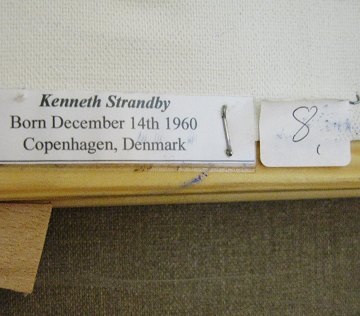 Kenneth Strandby
Born December 14th 1960
Copenhagen, Denmark
8,